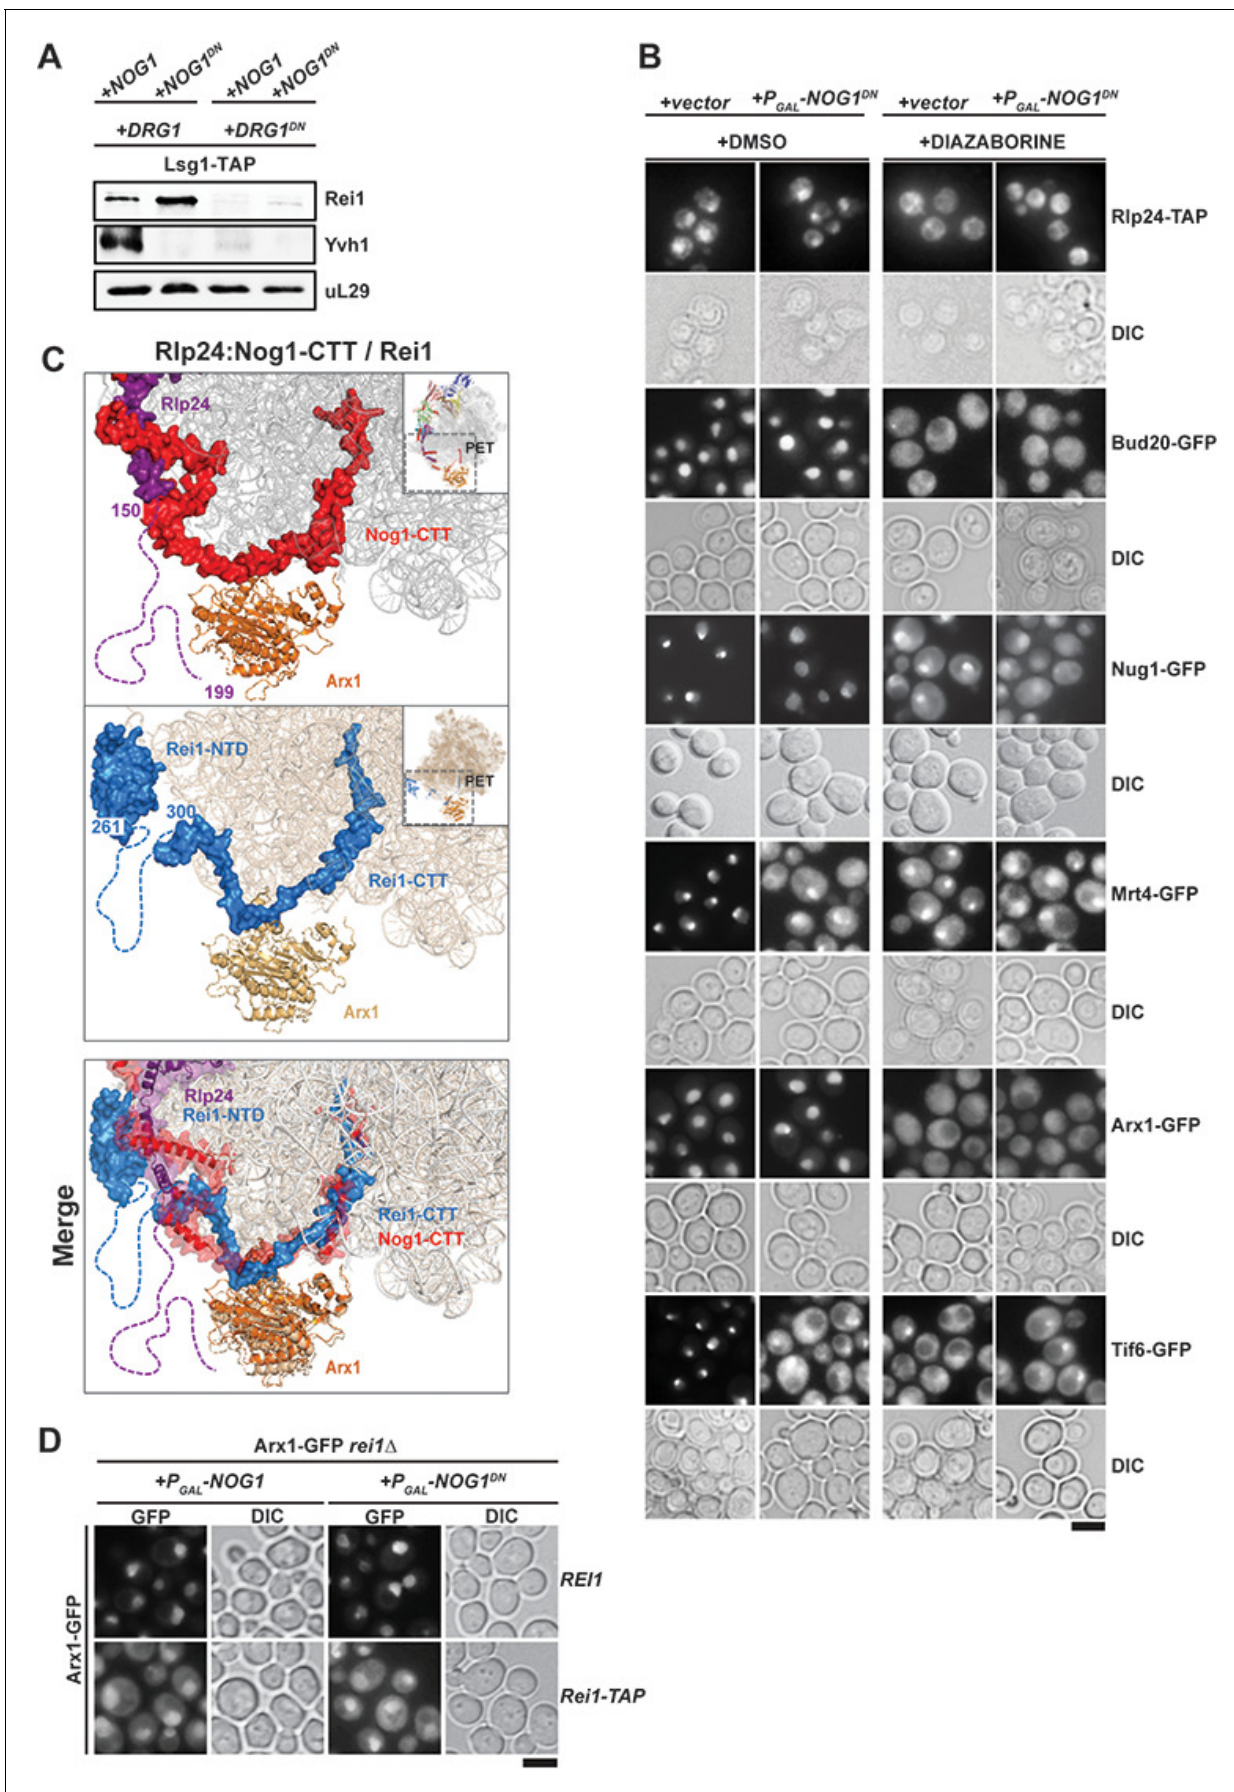 A
+NOG1
+NOG1DN
+NOG1
+NOG1DN
+DRG1
+DRG1DN
Lsg1-TAP
Rei1
Yvh1
uL29
B
+vector
+PGAL-NOG1DN
+vector
+PGAL-NOG1DN
+DMSO
+DIAZABORINE
Rlp24-TAP
DIC
Bud20-GFP
DIC
Nug1-GFP
DIC
Mrt4-GFP
DIC
Arx1-GFP
DIC
Tif6-GFP
DIC
C
Rlp24:Nog1-CTT / Rei1
Rlp24
PET
150
Nog1-CTT
199
Arx1
Rei1-NTD
PET
261
300
Rei1-CTT
Arx1
Merge
Rlp24
Rei1-NTD
Rei1-CTT
Nog1-CTT
Arx1
D
Arx1-GFP rei1Δ
+PGAL-NOG1
+PGAL-NOG1DN
GFP
DIC
GFP
DIC
Arx1-GFP
REI1
Rei1-TAP